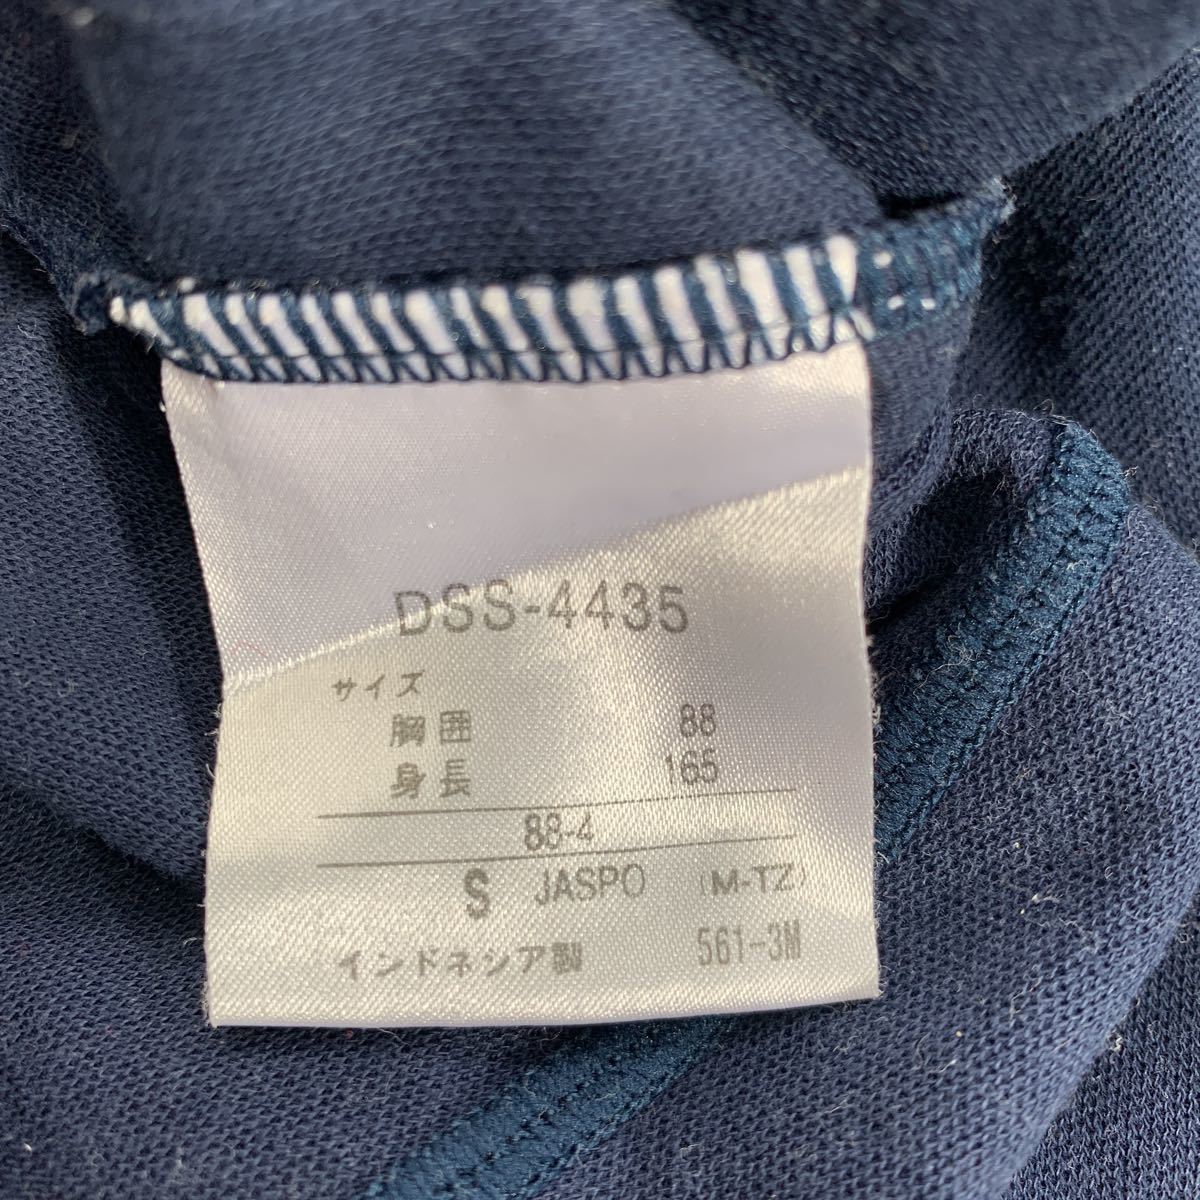 DSS-4435
サイズ
胸囲 88
身長 165
88-4
S JASPO (M-TZ)
インドネシア製 561-3M